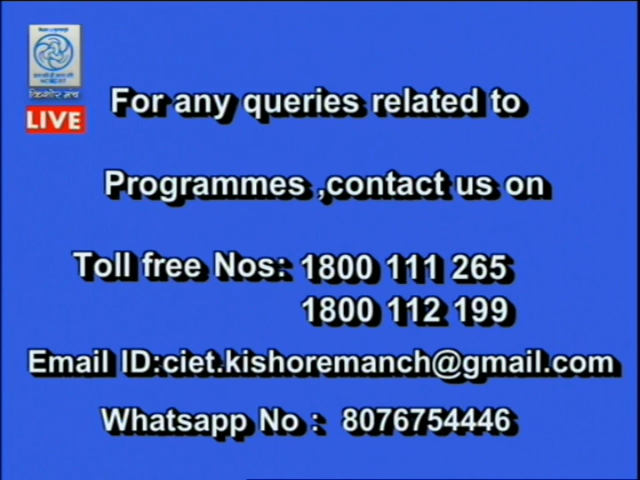 किशोर मंच
LIVE
For any queries related to
Programmes ,contact us on
Toll free Nos: 1800 111 265
1800 112 199
Email ID:ciet.kishoremanch@gmail.com
Whatsapp No : 8076754446